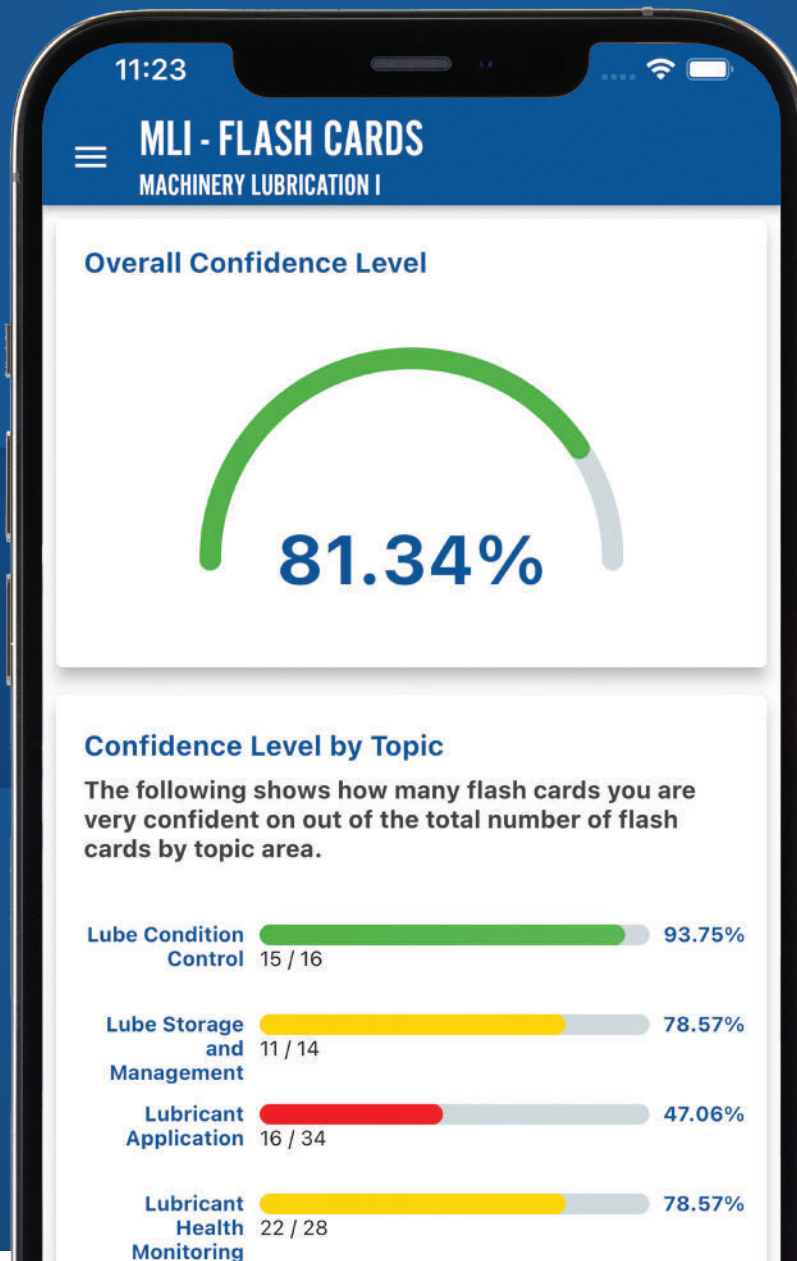 11:23
MLI - FLASH CARDS
MACHINERY LUBRICATION I
Overall Confidence Level
81.34%
Confidence Level by Topic
The following shows how many flash cards you are
very confident on out of the total number of flash
cards by topic area.
Lube Condition
Control
93.75%
15 / 16
Lube Storage
and
Management
78.57%
11 / 14
Lubricant
Application
47.06%
16 / 34
Lubricant
Health
Monitoring
78.57%
22 / 28